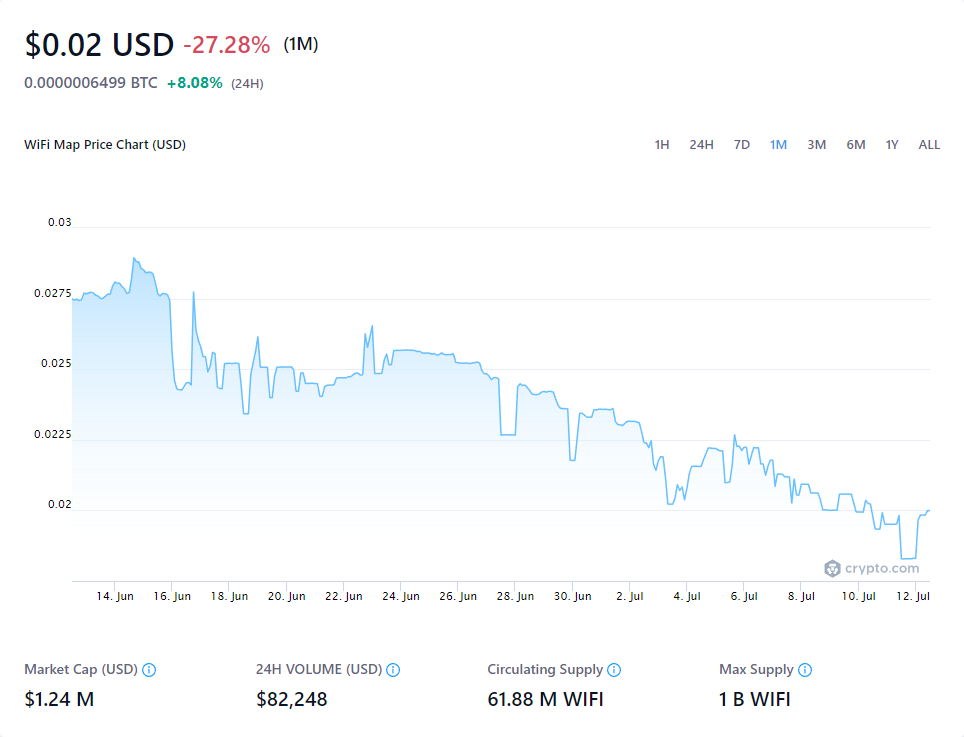 $0.02 USD -27.28% (1M)
0.0000006499 BTC +8.08% (24H)
WiFi Map Price Chart (USD) 1H 24H 7D 1M 3M 6M 1Y ALL
0.03
0.0275
0.025
0.0225
0.02
crypto.com
14. Jun 16. Jun 18. Jun 20. Jun 22. Jun 24. Jun 26. Jun 28. Jun 30. Jun 2. Jul 4. Jul 6. Jul 8. Jul 10. Jul 12. Jul
Market Cap (USD) 24H VOLUME (USD) Circulating Supply Max Supply
$1.24 M $82,248 61.88 M WIFI 1 B WIFI